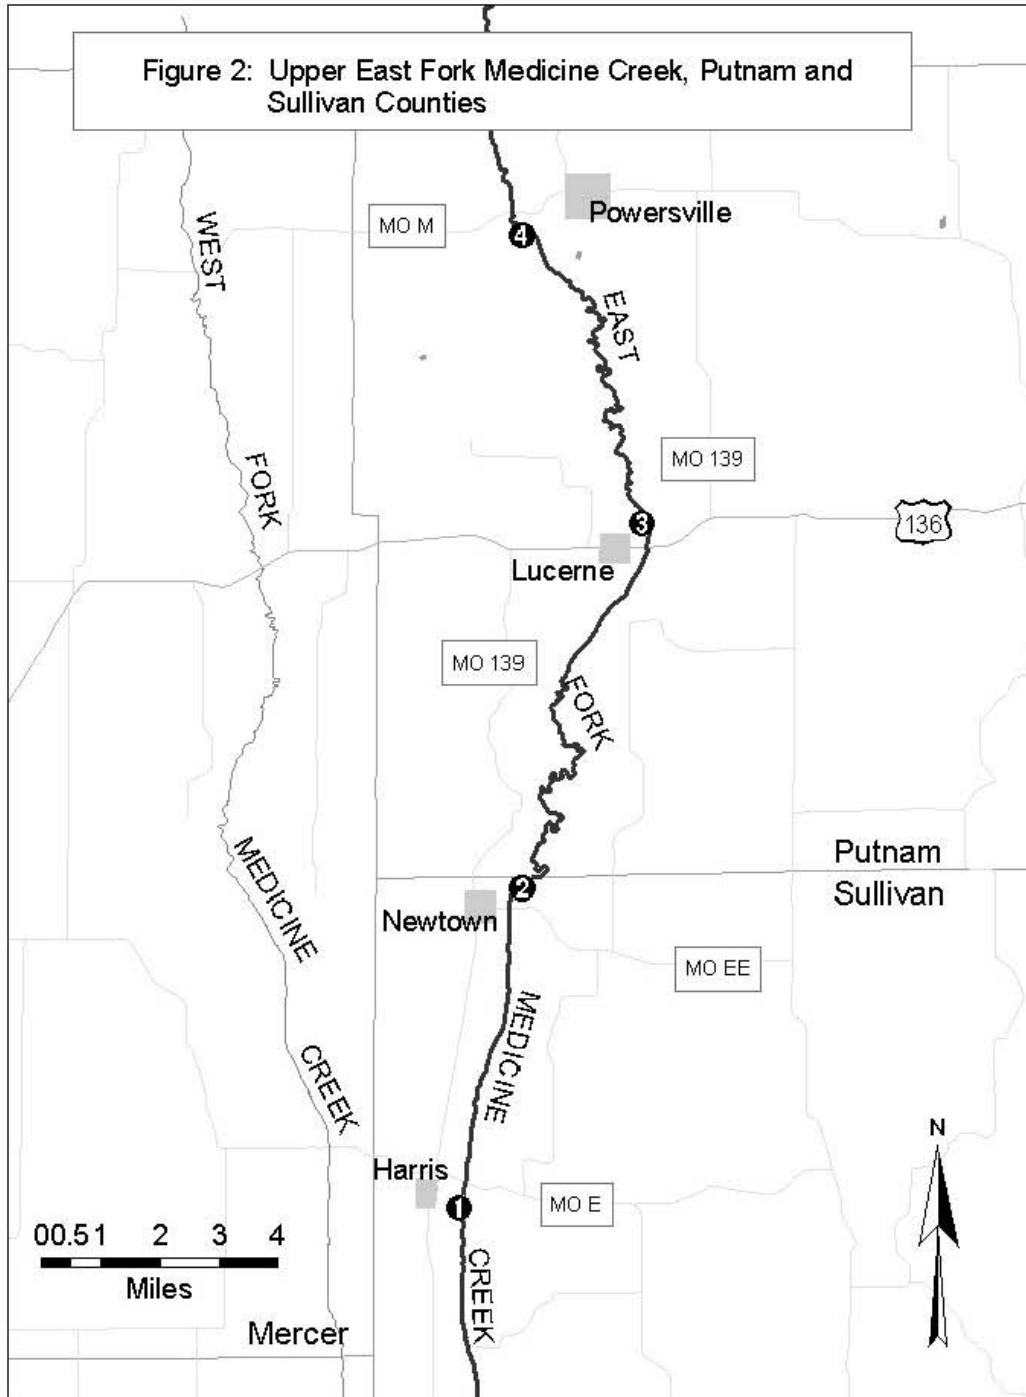 Figure 2: Upper East Fork Medicine Creek, Putnam and
Sullivan Counties
Powersville
MO M
4
WEST
EAST
MO 139
FORK
136
3
Lucerne
MO 139
FORK
MEDICINE
Putnam
Sullivan
2
Newtown
MO EE
MEDICINE
CREEK
N
Harris
MO E
1
00.51 2 3 4
Miles
CREEK
Mercer